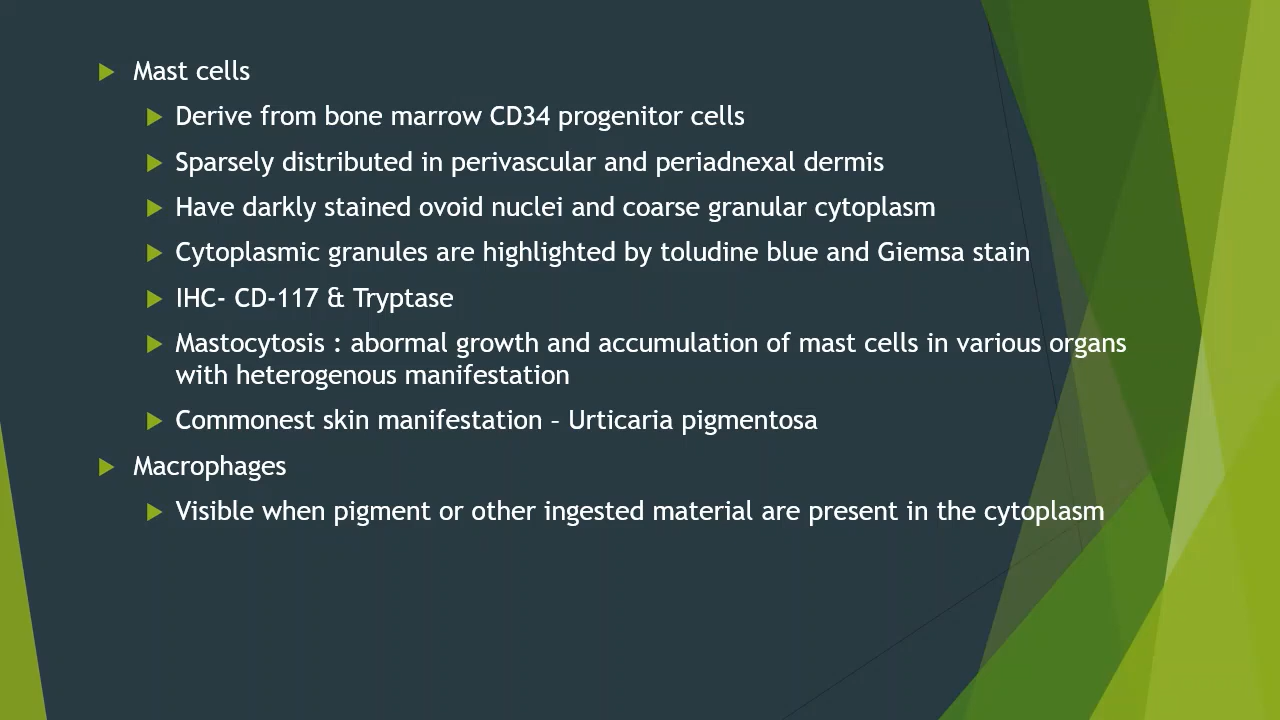 Mast cells
Derive from bone marrow CD34 progenitor cells
Sparsely distributed in perivascular and periadnexal dermis
Have darkly stained ovoid nuclei and coarse granular cytoplasm
Cytoplasmic granules are highlighted by toludine blue and Giemsa stain
IHC- CD-117 & Tryptase
Mastocytosis : abormal growth and accumulation of mast cells in various organs
with heterogenous manifestation
Commonest skin manifestation – Urticaria pigmentosa
Macrophages
Visible when pigment or other ingested material are present in the cytoplasm